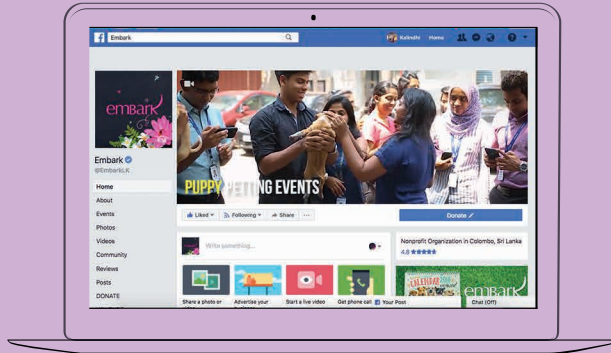 Embark
Kalindhi Home
embark
PUPPY PETTING EVENTS
Embark
@EmbarkLK
Home
About
Events
Photos
Videos
Community
Reviews
Posts
DONATE
Liked Following Share ...
Donate
Write something...
Nonprofit Organization in Colombo, Sri Lanka
4.8 ★★★★★
Share a photo or
Advertise your
Start a live video
Get phone call
Your Post
CALENDAR
embark
Chat (Off)